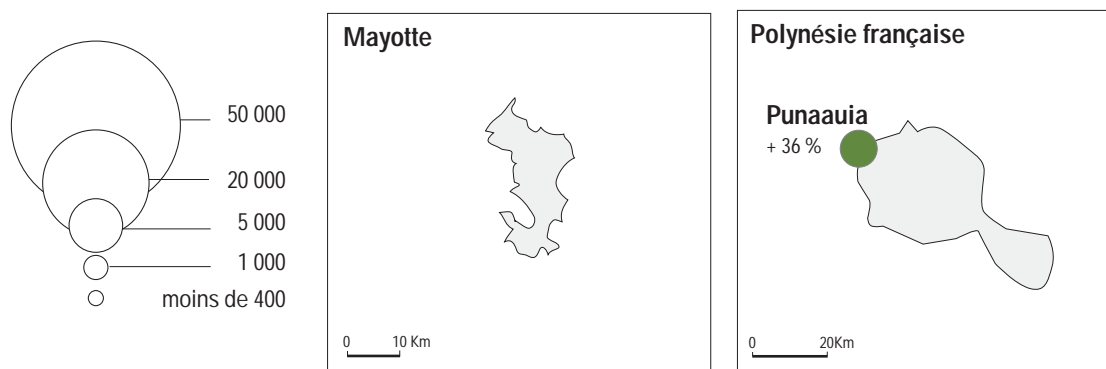 50 000
20 000
5 000
1 000
moins de 400
Mayotte
0 10 Km
Polynésie française
Punaauia
+ 36 %
0 20Km